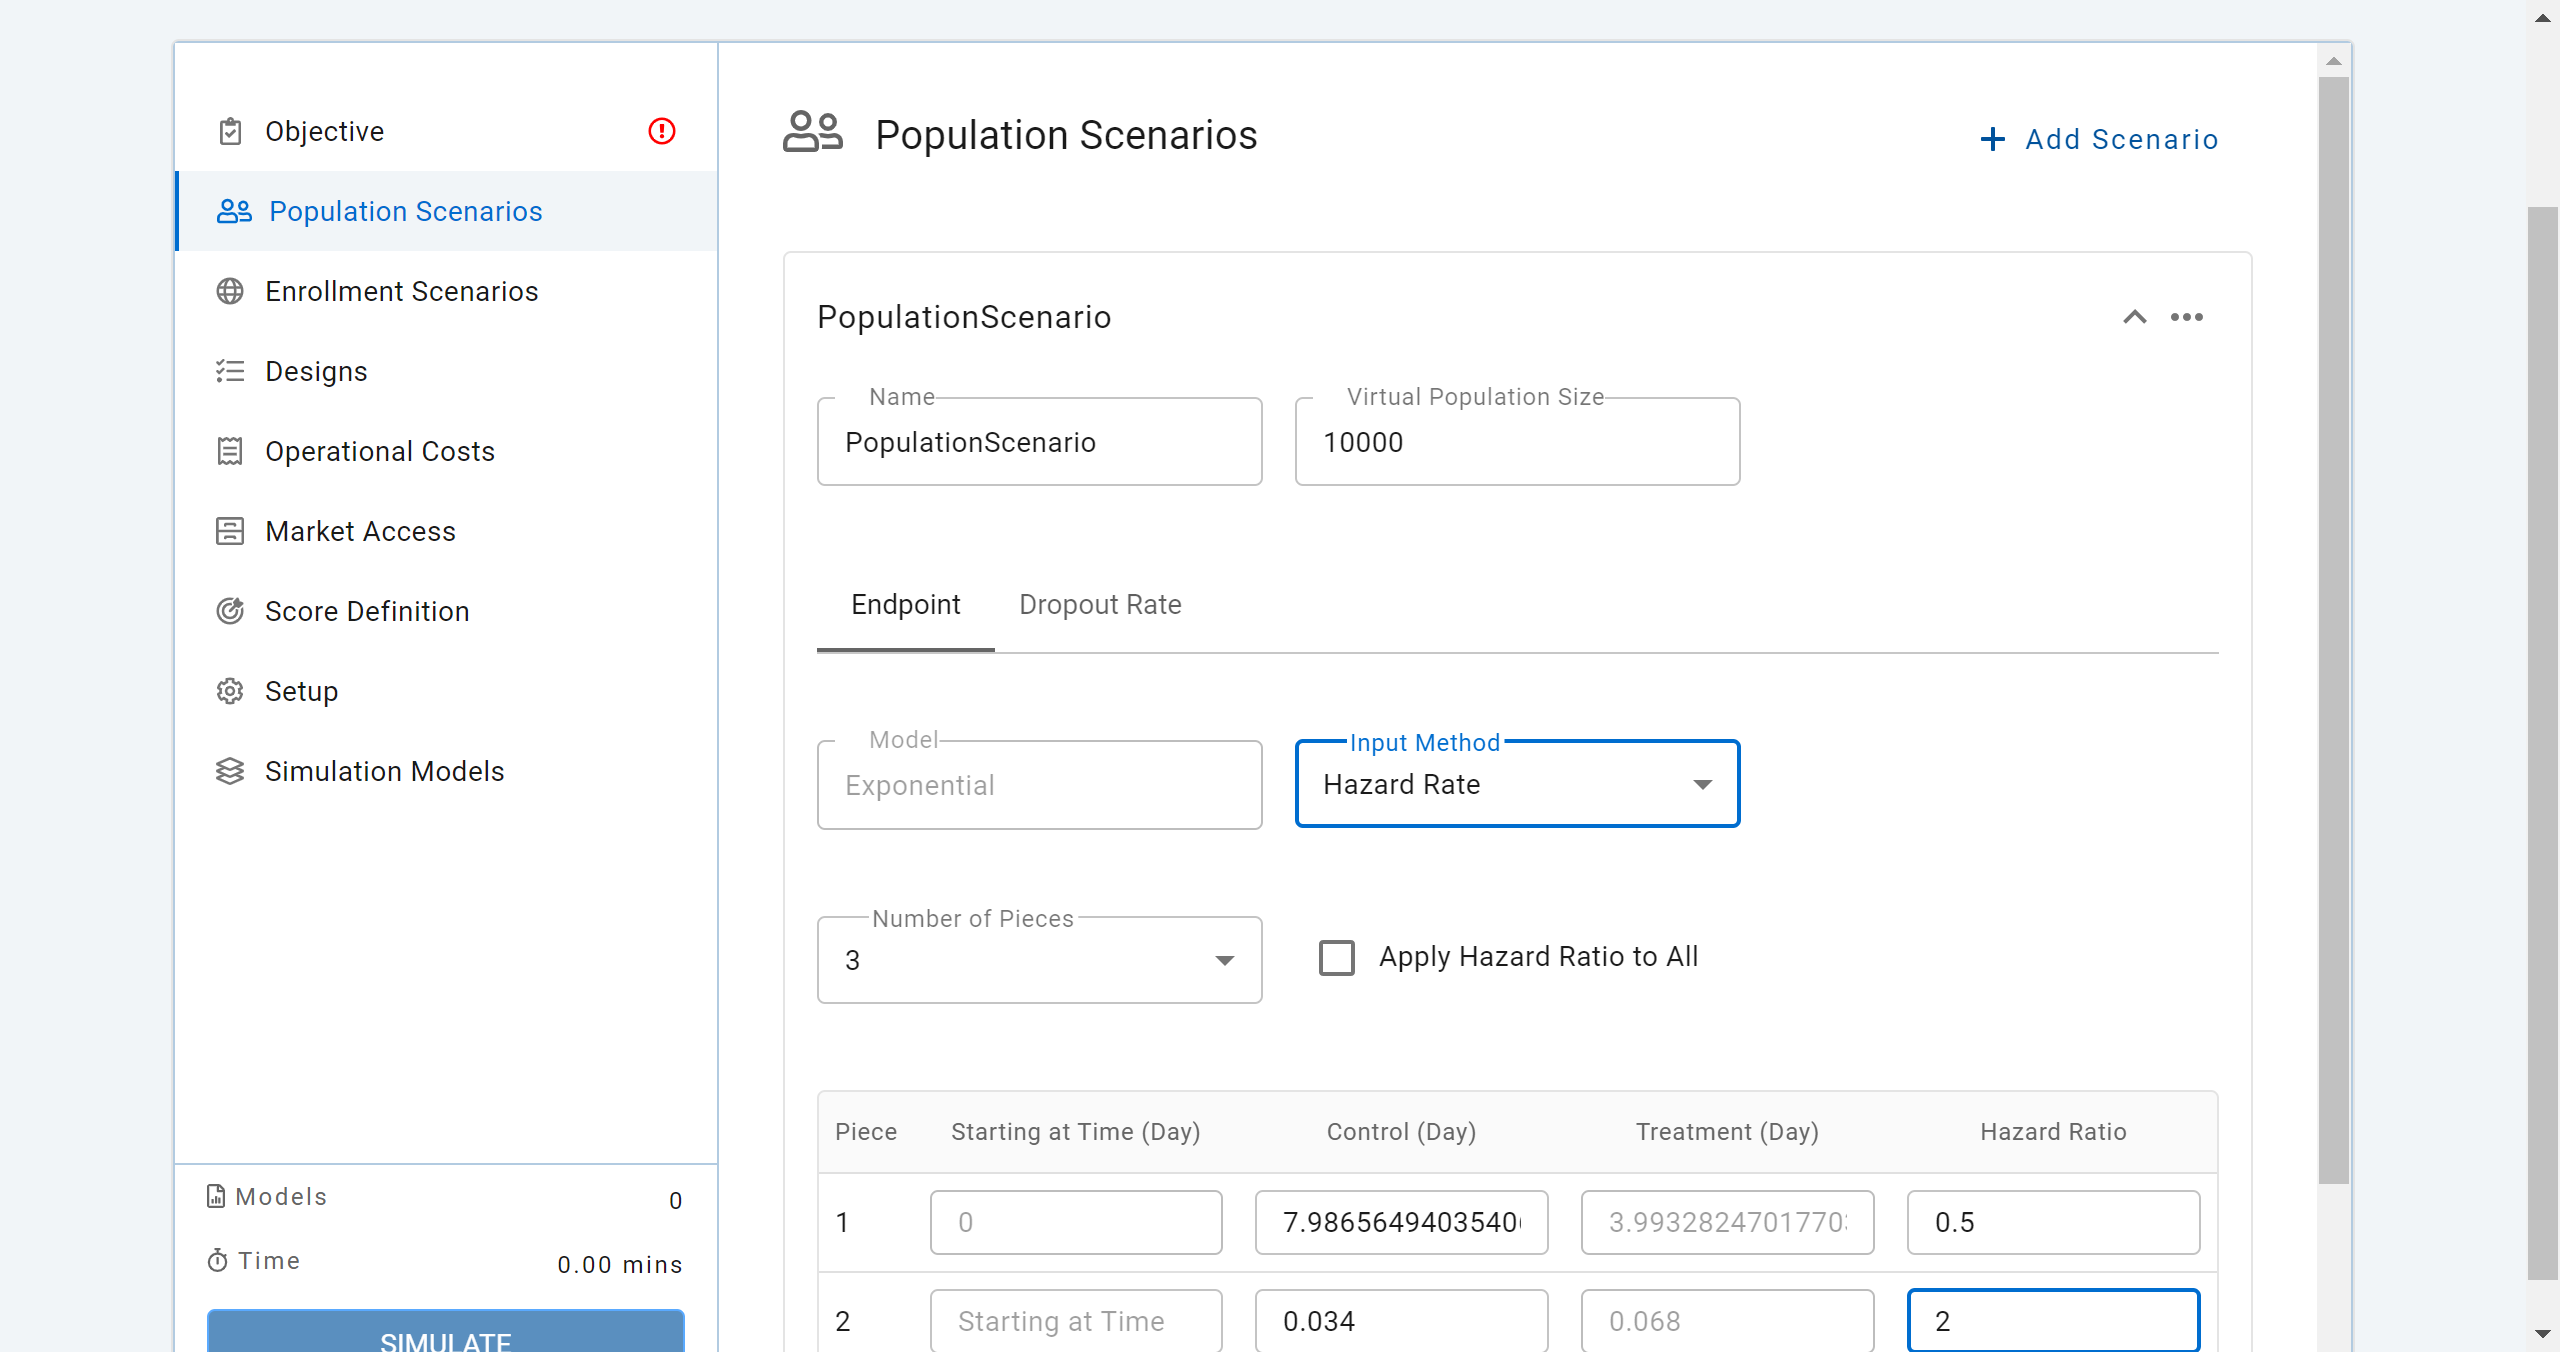 Objective
Population Scenarios
Enrollment Scenarios
Designs
Operational Costs
Market Access
Score Definition
Setup
Simulation Models
Models 0
Time 0.00 mins
SIMULATE
Population Scenarios
Add Scenario
PopulationScenario
Name
PopulationScenario
Virtual Population Size
10000
Endpoint Dropout Rate
Model
Exponential
Input Method
Hazard Rate
Number of Pieces
3
Apply Hazard Ratio to All
Piece Starting at Time (Day) Control (Day) Treatment (Day) Hazard Ratio
1 0 7.986564940354 3.993282470177 0.5
2 Starting at Time 0.034 0.068 2